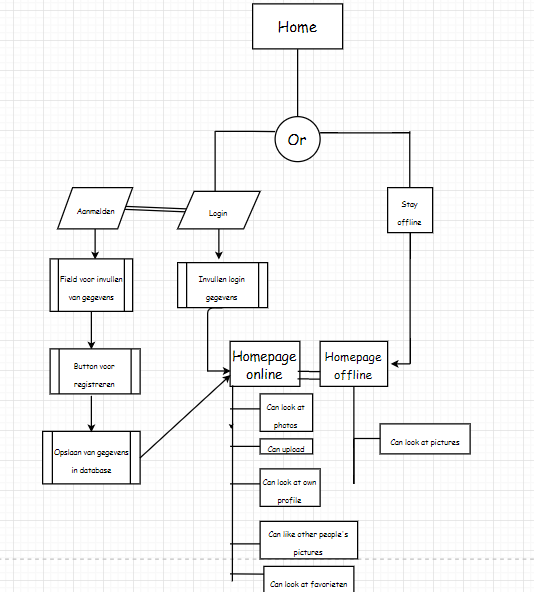 Home
Or
Aanmelden
Login
Stay
offline
Field voor invullen
van gegevens
Invullen login
gegevens
Button voor
registreren
Homepage
online
Homepage
offline
Can look at
photos
Can upload
Can look at pictures
Opslaan van gegevens
in database
Can look at own
profile
Can like other people's
pictures
Can look at favorieten